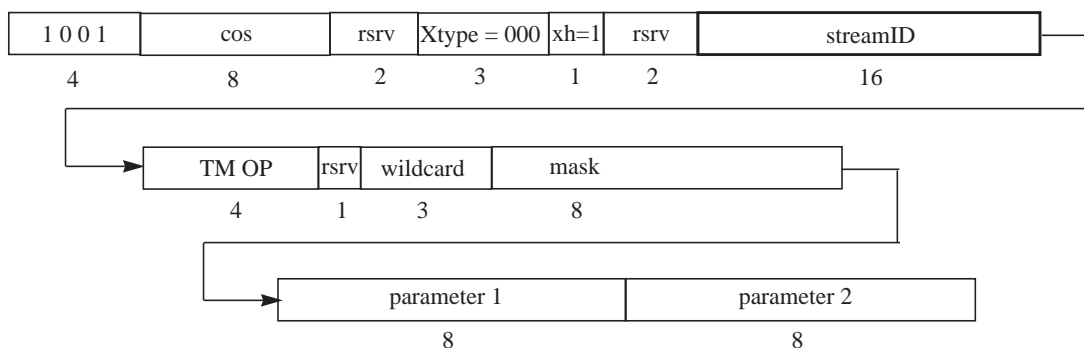 1 0 0 1 cos rsrv Xtype = 000 xh=1 rsrv streamID
4 8 2 3 1 2 16
TM OP rsrv wildcard mask
4 1 3 8
parameter 1 parameter 2
8 8